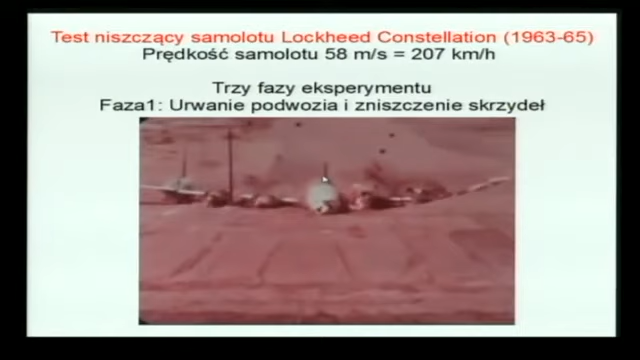 Test niszczący samolotu Lockheed Constellation (1963-65)
Prędkość samolotu 58 m/s = 207 km/h
Trzy fazy eksperymentu
Faza1: Urwanie podwozia i zniszczenie skrzydeł